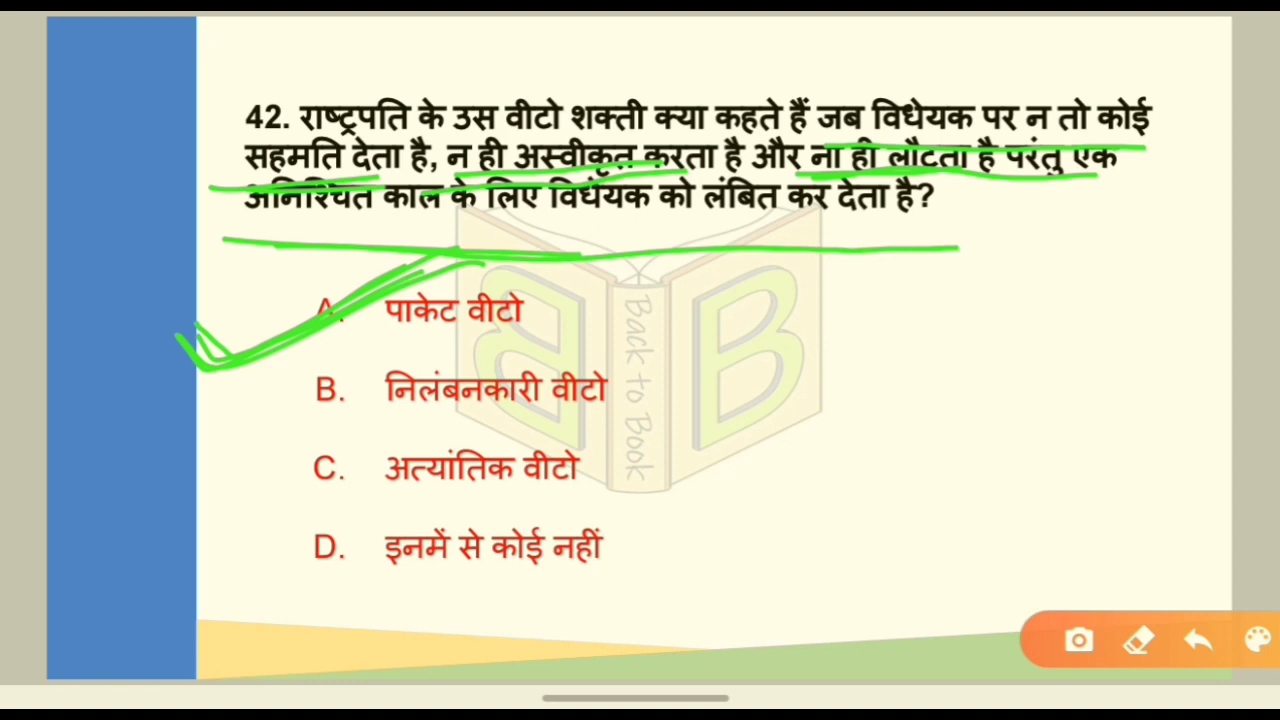 42. राष्ट्रपति के उस वीटो शक्ती क्या कहते हैं जब विधेयक पर न तो कोई
सहमति देता है, न ही अस्वीकृत करता है और ना ही लौटता है परंतु एक
अनिश्चित काल के लिए विधेयक को लंबित कर देता है?
A. पाकेट वीटो
B. निलंबनकारी वीटो
C. अत्यांतिक वीटो
D. इनमें से कोई नहीं
B B
Back to Book